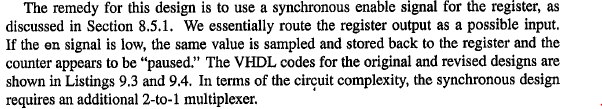 The remedy for this design is to use a synchronous enable signal for the register, as
discussed in Section 8.5.1. We essentially route the register output as a possible input.
If the en signal is low, the same value is sampled and stored back to the register and the
counter appears to be “paused.” The VHDL codes for the original and revised designs are
shown in Listings 9.3 and 9.4. In terms of the circuit complexity, the synchronous design
requires an additional 2-to-1 multiplexer.